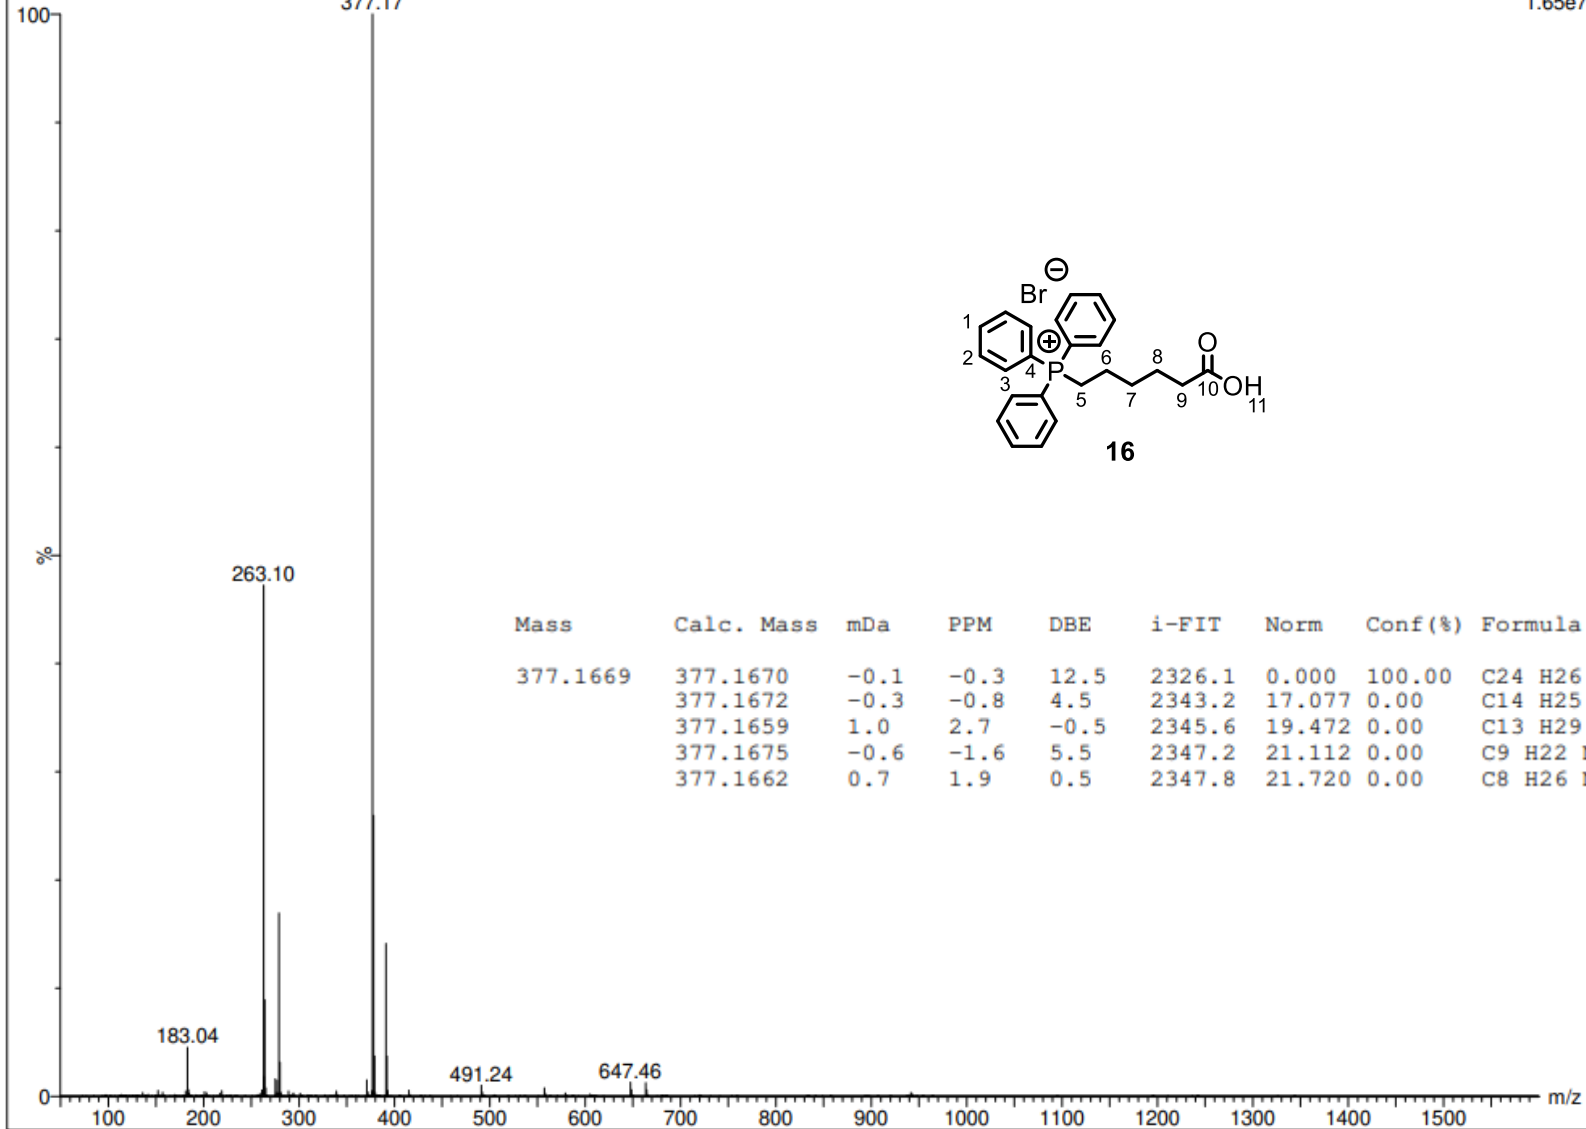 377.17
1.65e7
100
%
263.10
183.04
491.24
647.46
0
100 200 300 400 500 600 700 800 900 1000 1100 1200 1300 1400 1500
m/z
Br ⊖
1
2
3
4
P ⊕
5
6
7
8
9
10
O
OH
11
16
Mass Calc. Mass mDa PPM DBE i-FIT Norm Conf(%) Formula
377.1669 377.1670 -0.1 -0.3 12.5 2326.1 0.000 100.00 C24 H26
377.1672 -0.3 -0.8 4.5 2343.2 17.077 0.00 C14 H25
377.1659 1.0 2.7 -0.5 2345.6 19.472 0.00 C13 H29
377.1675 -0.6 -1.6 5.5 2347.2 21.112 0.00 C9 H22
377.1662 0.7 1.9 0.5 2347.8 21.720 0.00 C8 H26